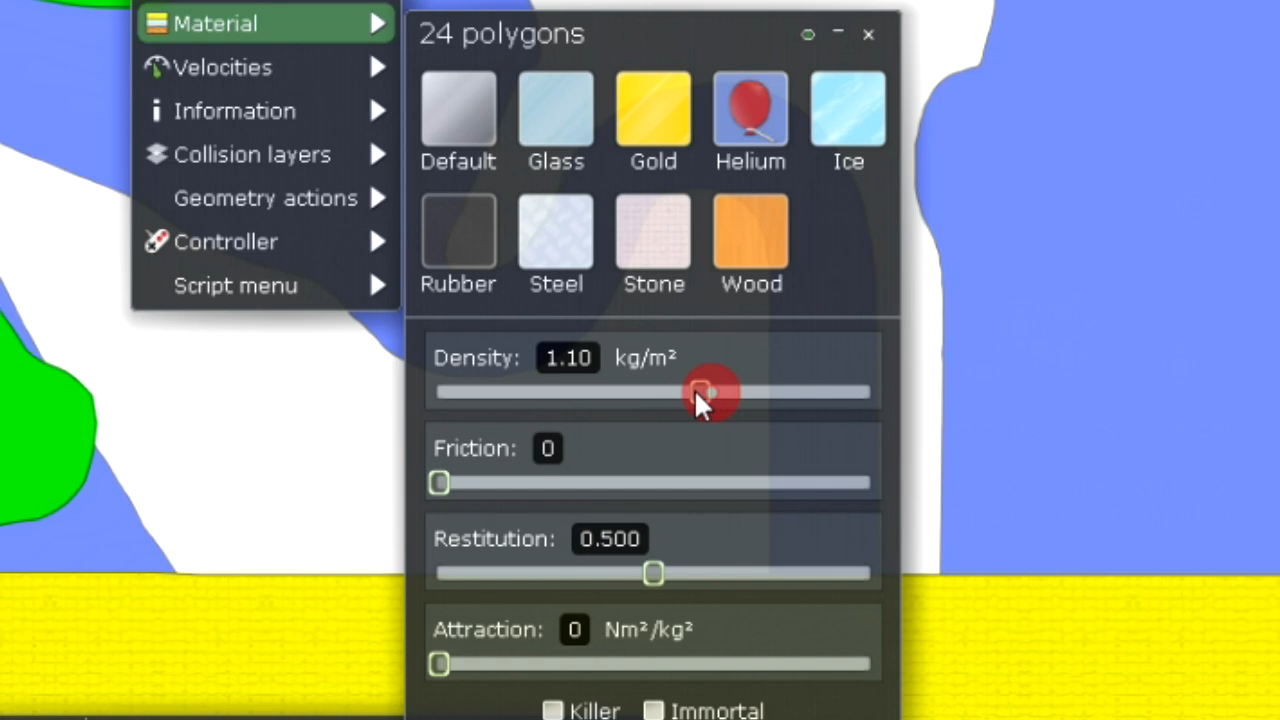 Material
Velocities
Information
Collision layers
Geometry actions
Controller
Script menu
24 polygons
Default Glass Gold Helium Ice
Rubber Steel Stone Wood
Density: 1.10 kg/m²
Friction: 0
Restitution: 0.500
Attraction: 0 Nm²/kg²
Killer Immortal